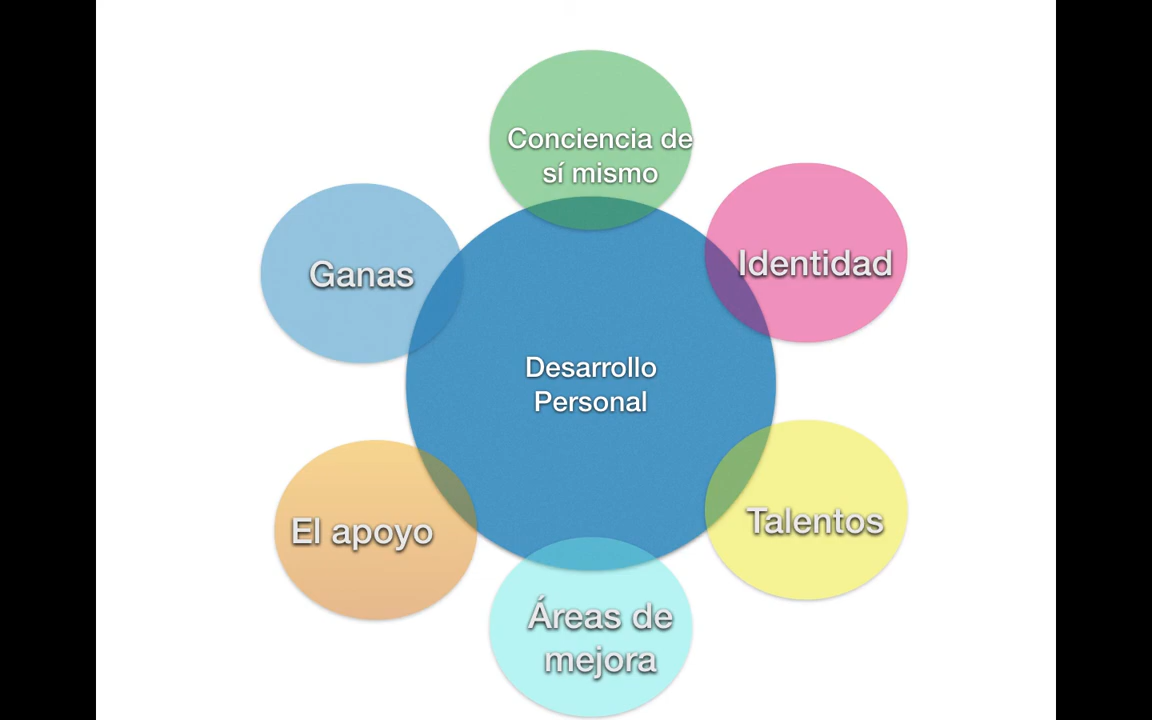 Conciencia de
sí mismo
Identidad
Ganas
Desarrollo
Personal
Talentos
El apoyo
Áreas de
mejora